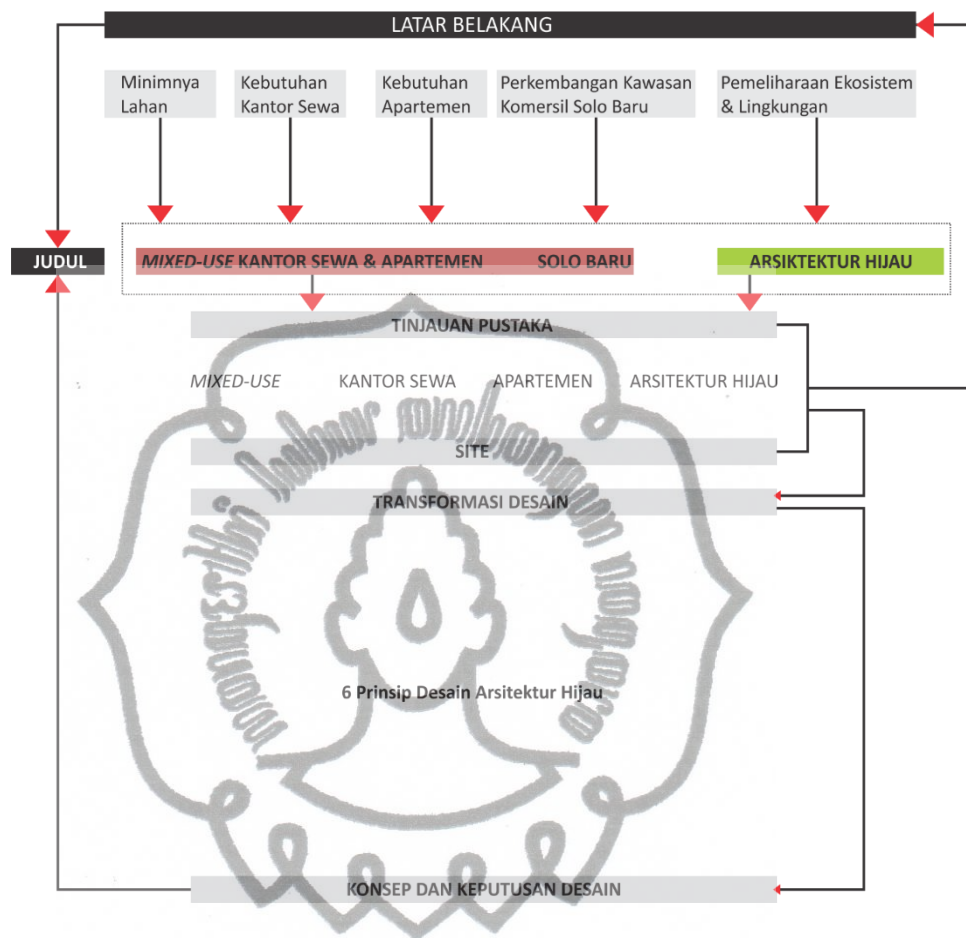 LATAR BELAKANG
Minimnya
Lahan
Kebutuhan
Kantor Sewa
Kebutuhan
Apartemen
Perkembangan Kawasan
Komersil Solo Baru
Pemeliharaan Ekosistem
& Lingkungan
JUDUL
MIXED-USE KANTOR SEWA & APARTEMEN SOLO BARU
ARSIKTEKTUR HIJAU
TINJAUAN PUSTAKA
MIXED-USE KANTOR SEWA APARTEMEN ARSITEKTUR HIJAU
SITE
TRANSFORMASI DESAIN
6 Prinsip Desain Arsitektur Hijau
KONSEP DAN KEPUTUSAN DESAIN